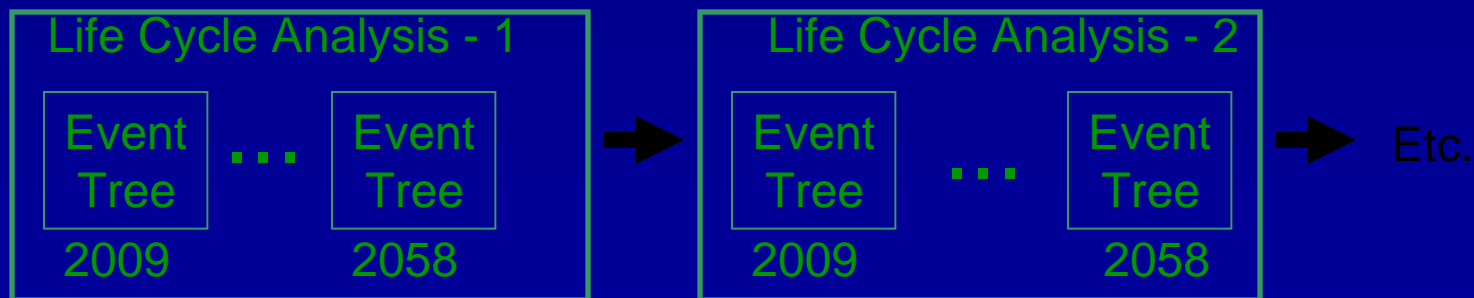 Life Cycle Analysis - 1
Event
Tree
...
Event
Tree
2009
2058
Life Cycle Analysis - 2
Event
Tree
...
Event
Tree
2009
2058
Etc.